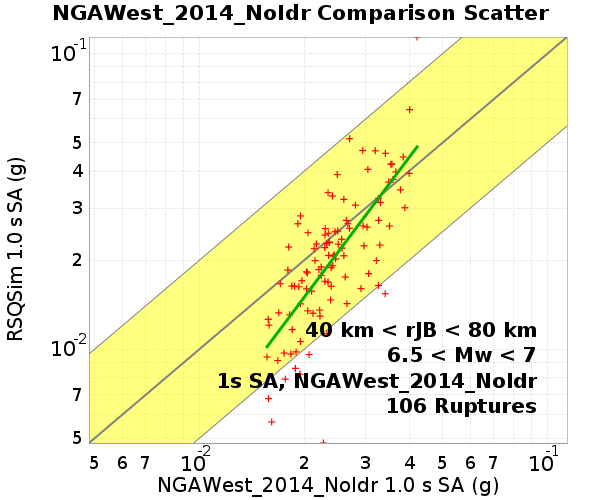 NGAWest_2014_NoIdr Comparison Scatter
10-1
7
5
4
3
2
10-2
7
5
RSQSim 1.0 s SA (g)
40 km < rJB < 80 km
6.5 < Mw < 7
1s SA, NGAWest_2014_NoIdr
106 Ruptures
5 6 7 10-2 2 3 4 5 6 7 10-1
NGAWest_2014_NoIdr 1.0 s SA (g)